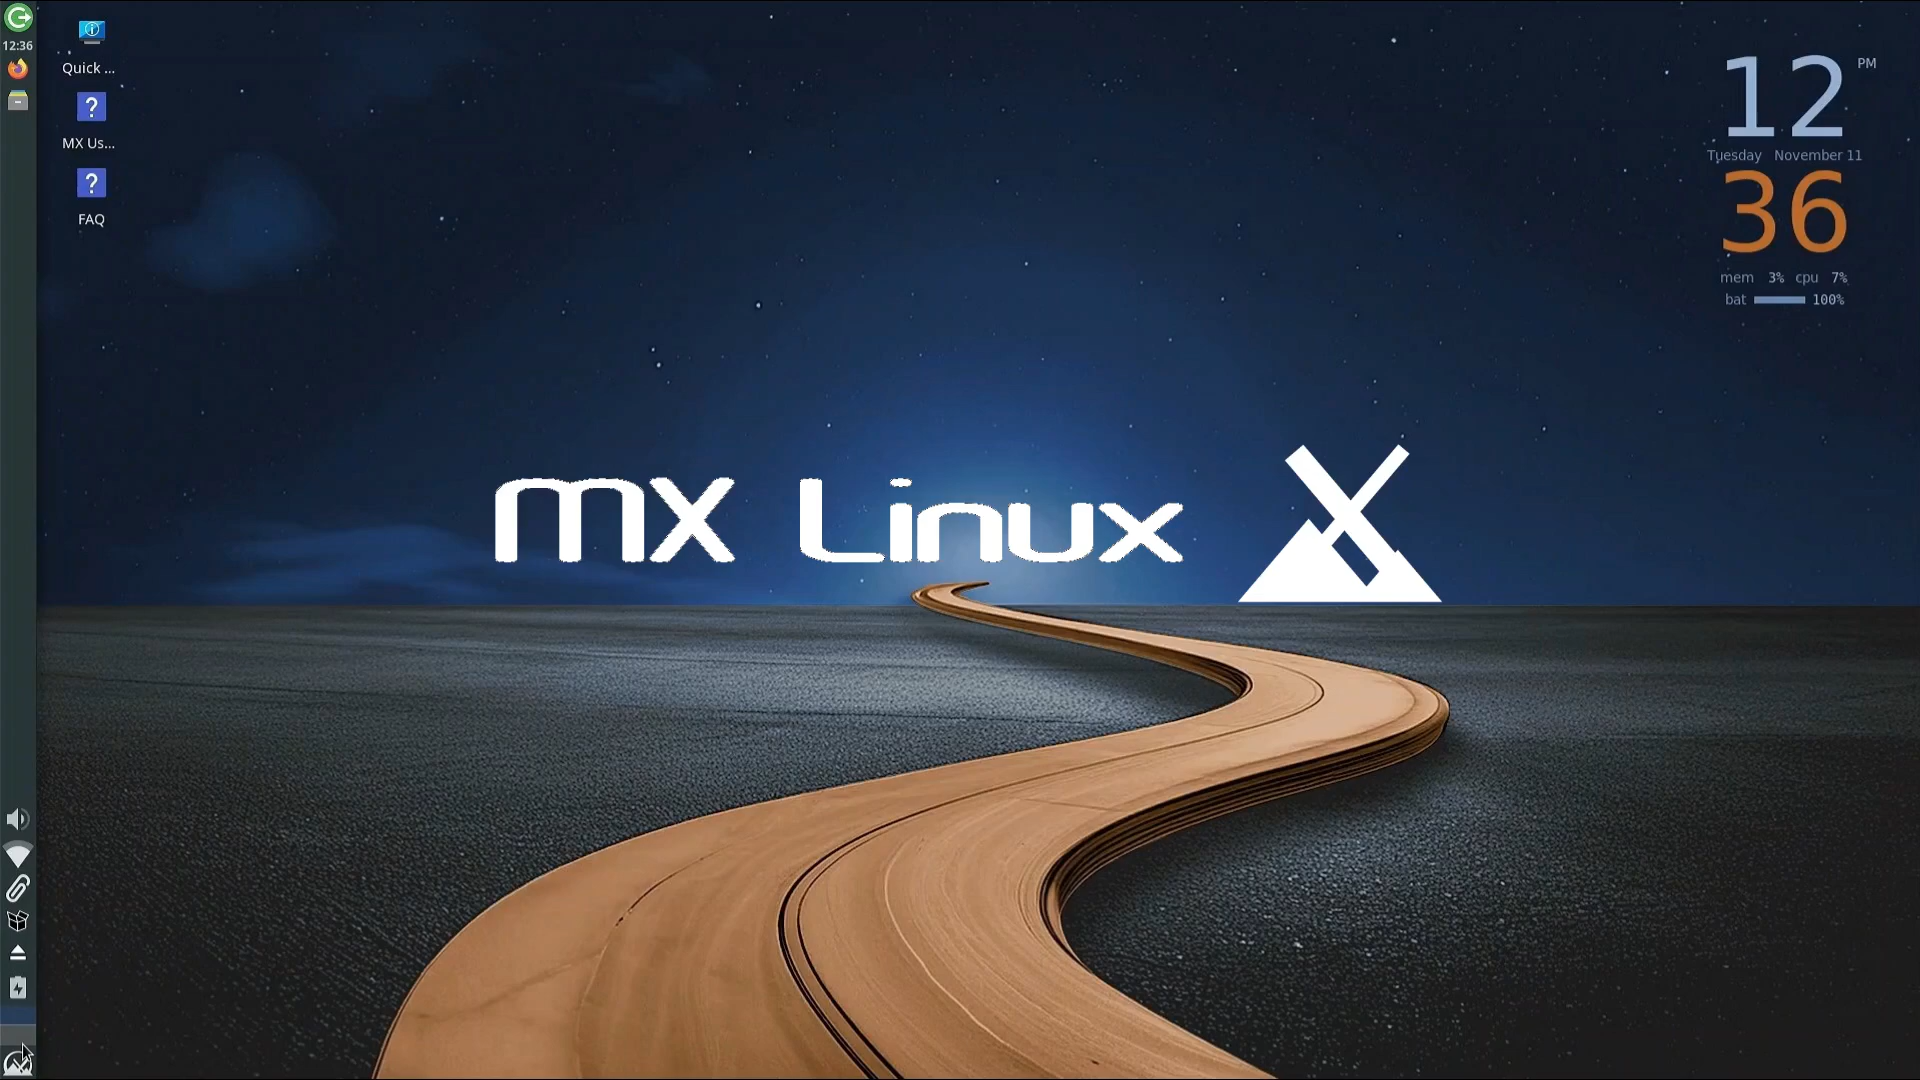 12:36
Quick ...
?
MX Us...
?
FAQ
12 PM
Tuesday November 11
36
mem 3% cpu 7%
bat 100%
MX Linux